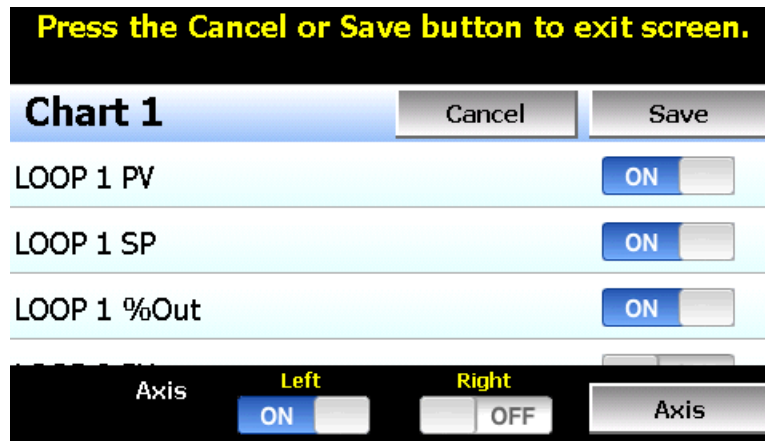 Press the Cancel or Save button to exit screen.
Chart 1 Cancel Save
LOOP 1 PV ON
LOOP 1 SP ON
LOOP 1 %Out ON
Left Right
Axis ON OFF Axis